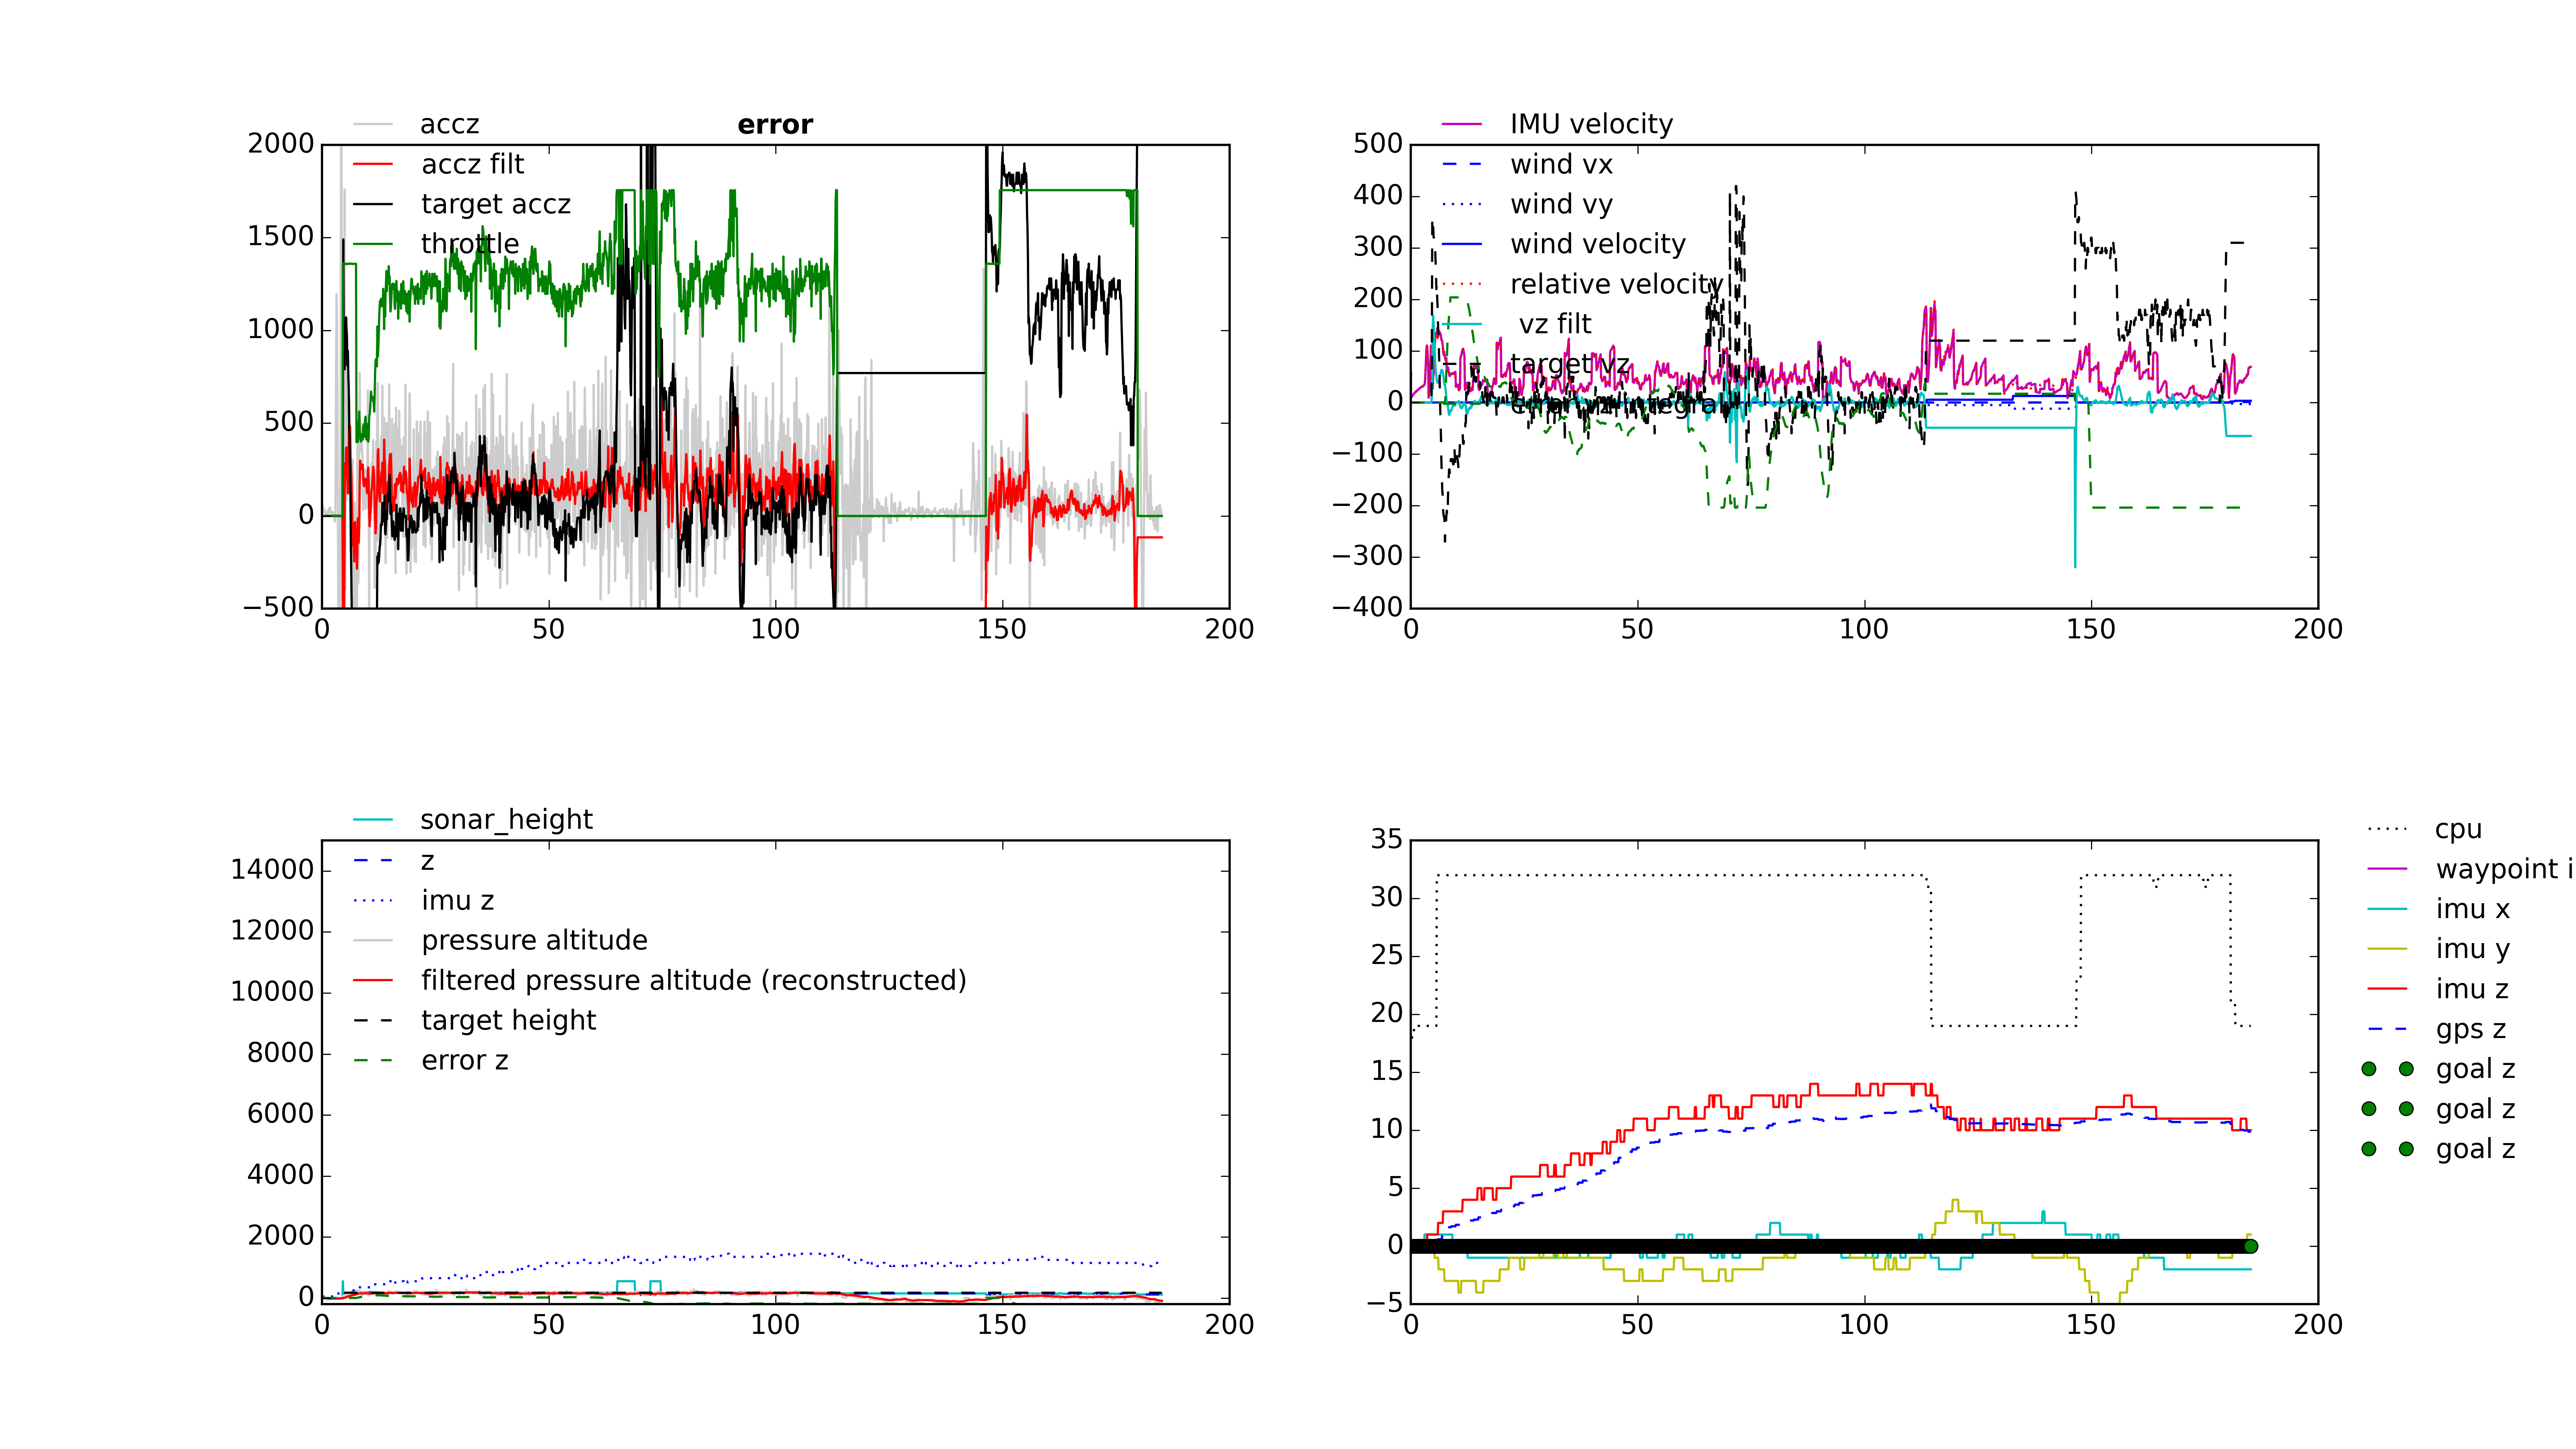 error
accz
accz filt
target accz
throttle
2000
1500
1000
500
0
−500
0 50 100 150 200
IMU velocity
wind vx
wind vy
wind velocity
relative velocity
vz filt
target vz
error vz integral
500
400
300
200
100
0
−100
−200
−300
−400
0 50 100 150 200
sonar_height
z
imu z
pressure altitude
filtered pressure altitude (reconstructed)
target height
error z
14000
12000
10000
8000
6000
4000
2000
0
0 50 100 150 200
35
30
25
20
15
10
5
0
−5
0 50 100 150 200
cpu
waypoint i
imu x
imu y
imu z
gps z
goal z
goal z
goal z